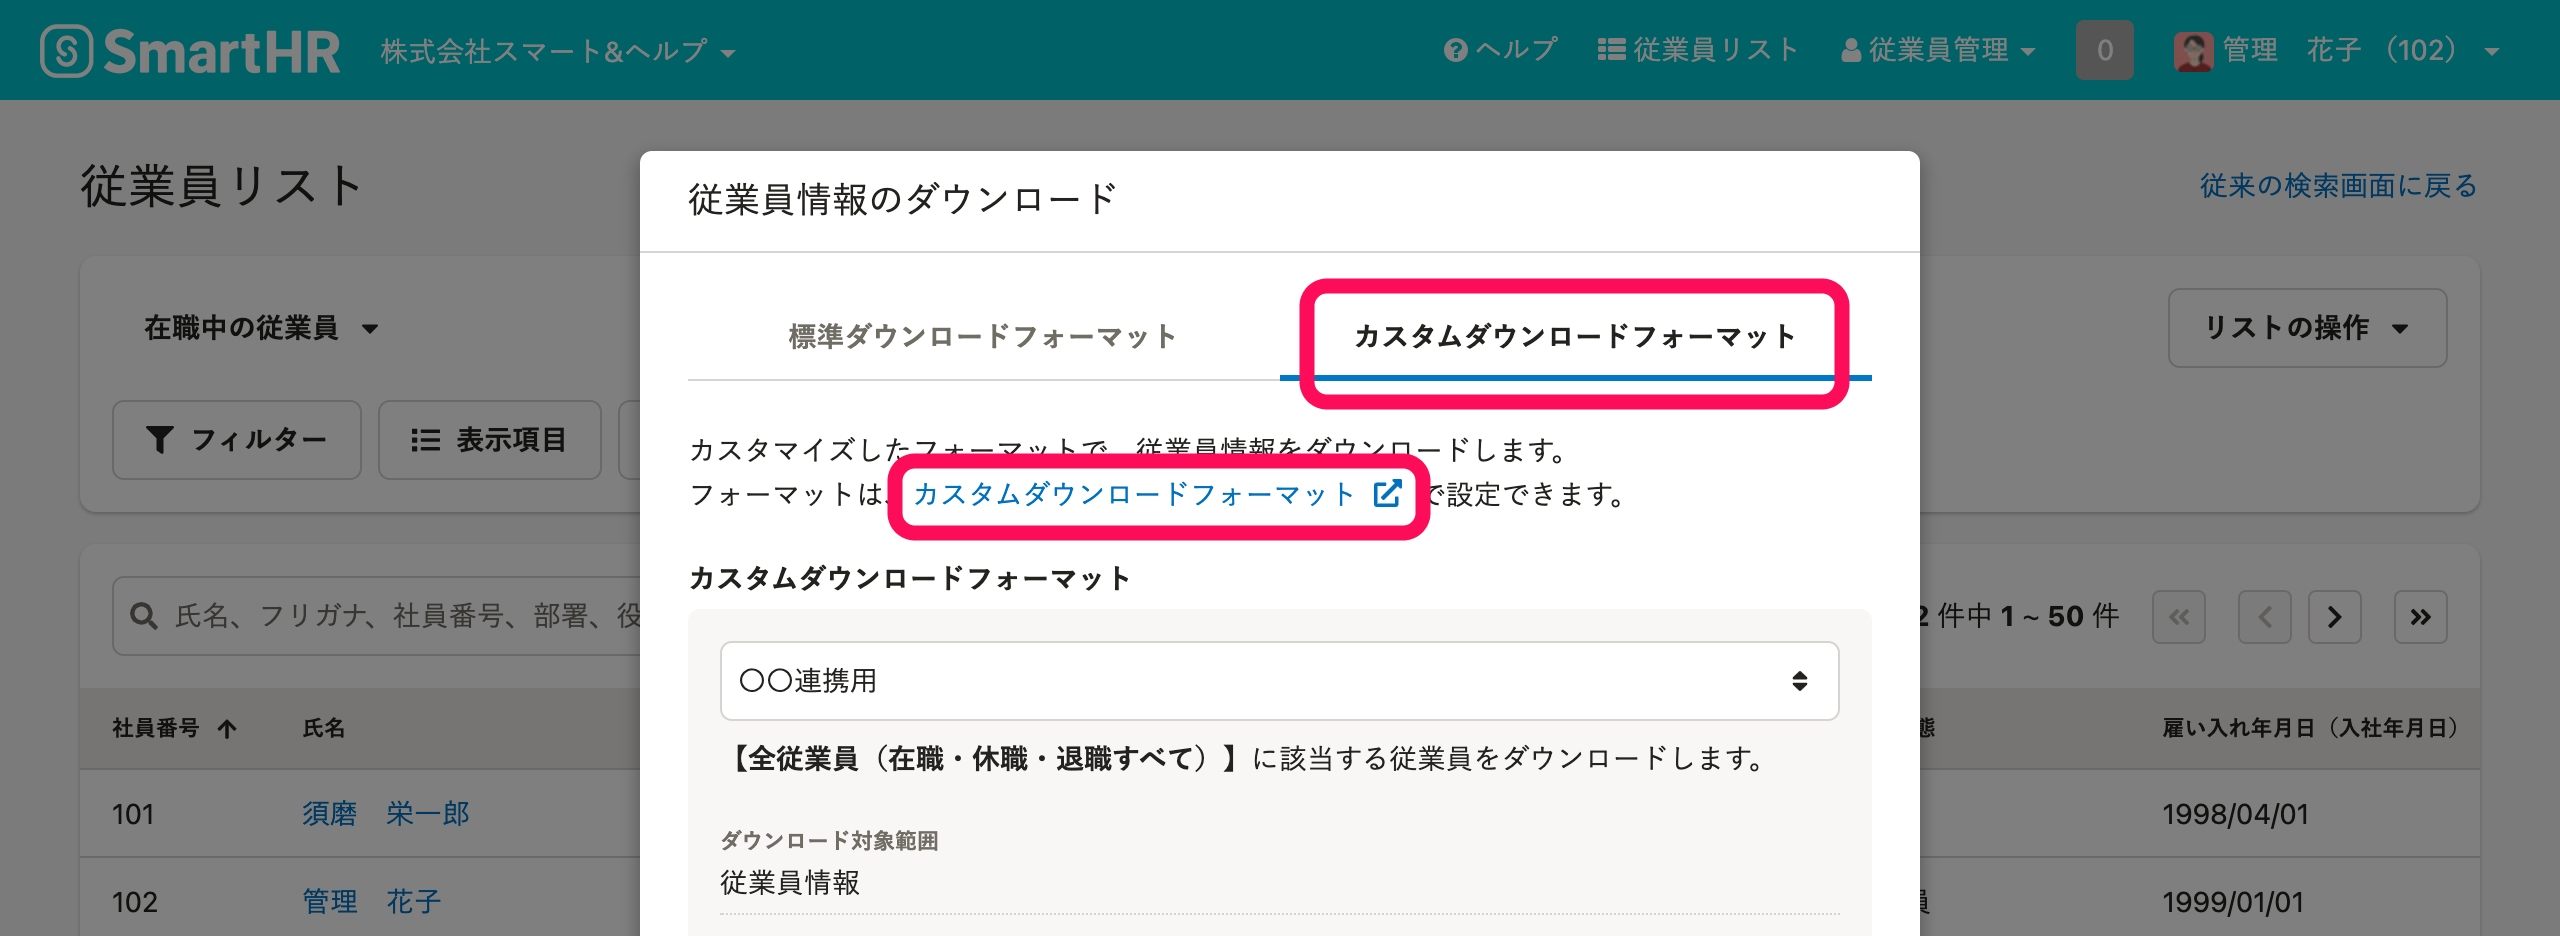 SmartHR 株式会社スマート&ヘルプ ヘルプ 従業員リスト 従業員管理 0 管理 花子 （102）
従業員リスト
従来の検索画面に戻る
在職中の従業員
リストの操作
フィルター 表示項目
氏名、フリガナ、社員番号、部署、役
2 件中 1 ~ 50 件
社員番号 氏名
態 雇い入れ年月日（入社年月日）
101 須磨 栄一郎 1998/04/01
102 管理 花子 員 1999/01/01
従業員情報のダウンロード
標準ダウンロードフォーマット カスタムダウンロードフォーマット
カスタマイズしたフォーマットで、従業員情報をダウンロードします。
フォーマットは、カスタムダウンロードフォーマット で設定できます。
カスタムダウンロードフォーマット
〇〇連携用
【全従業員（在職・休職・退職すべて）】に該当する従業員をダウンロードします。
ダウンロード対象範囲
従業員情報